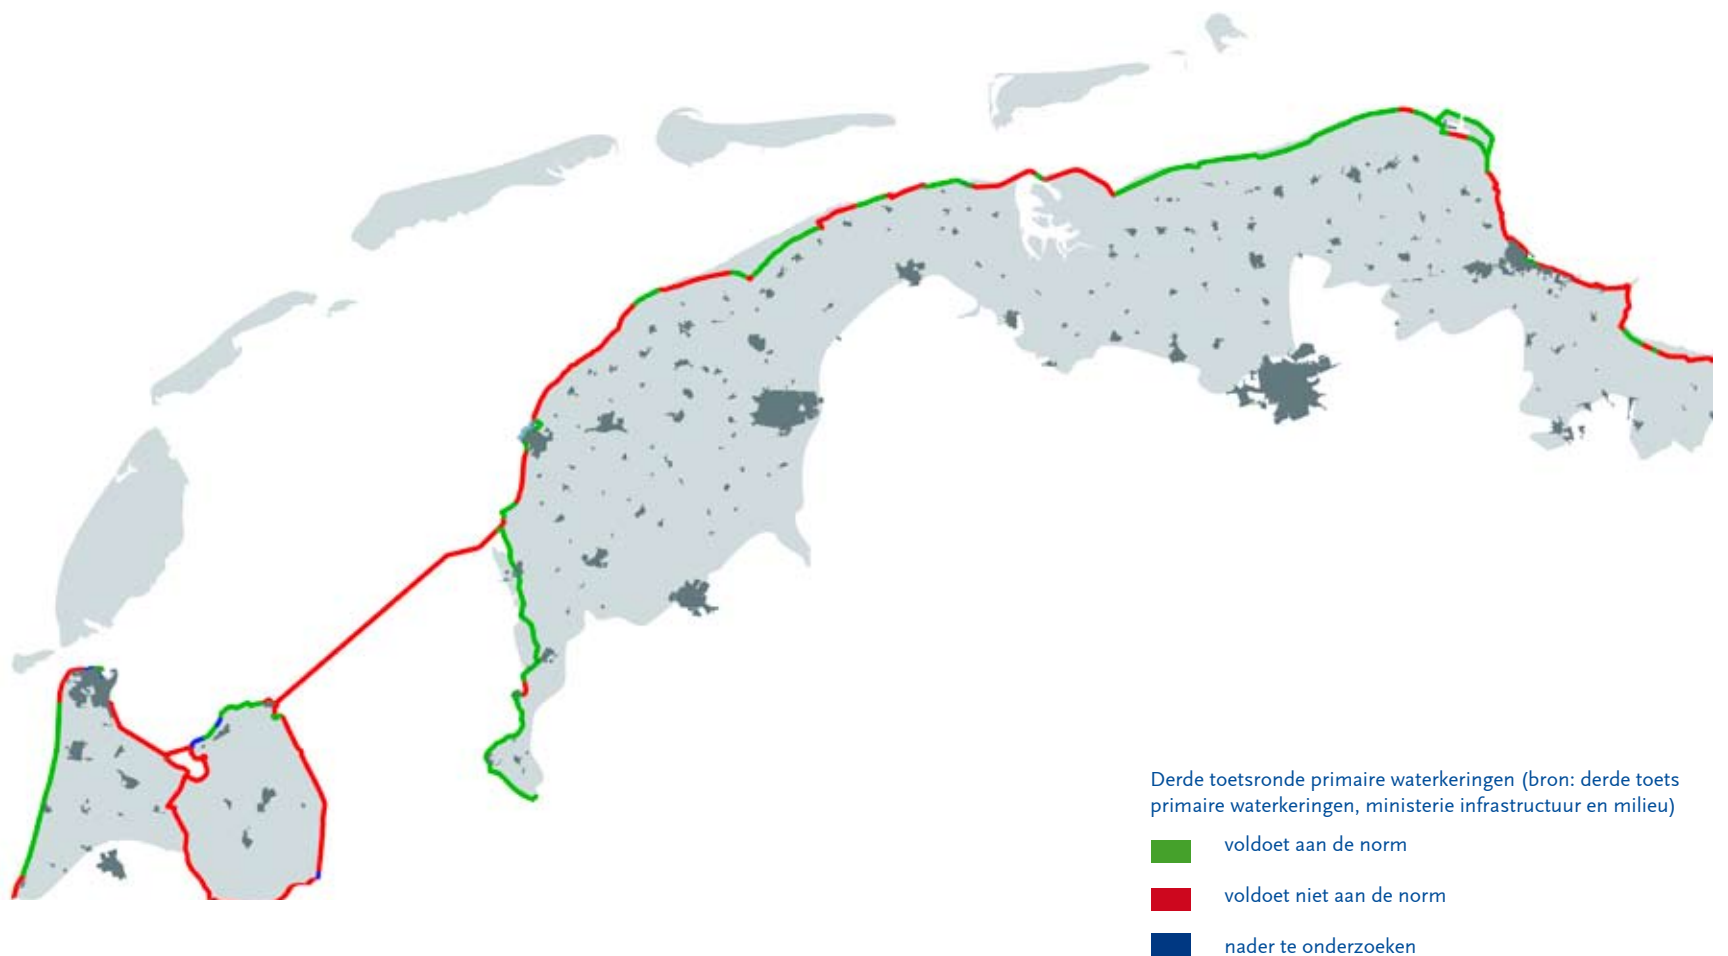 Derde toetsronde primaire waterkeringen (bron: derde toets
primaire waterkeringen, ministerie infrastructuur en milieu)
voldoet aan de norm
voldoet niet aan de norm
nader te onderzoeken